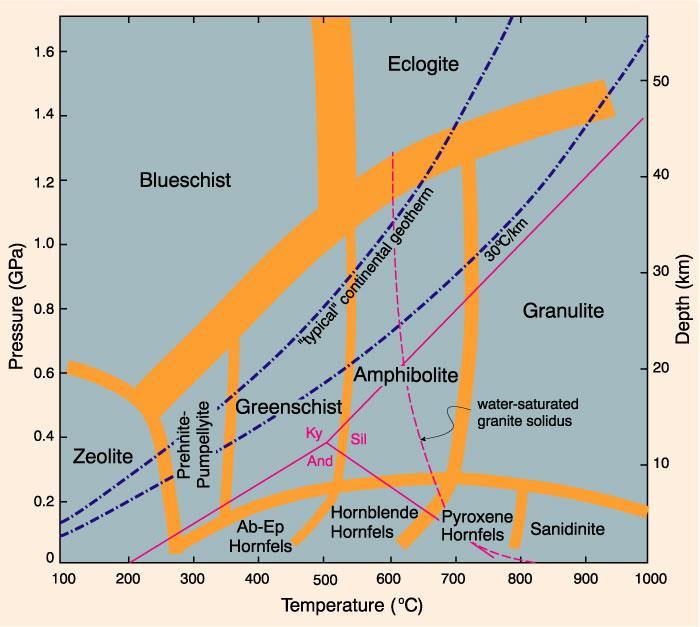 1.6
1.4
1.2
1.0
0.8
0.6
0.4
0.2
0
Pressure (GPa)
50
40
30
20
10
Depth (km)
Eclogite
Blueschist
"typical" continental geotherm
30°C/km
Granulite
Amphibolite
Greenschist
water-saturated
granite solidus
Prehnite-
Pumpellyite
Zeolite
Ky
Sil
And
Ab-Ep
Hornfels
Hornblende
Hornfels
Pyroxene
Hornfels
Sanidinite
100
200
300
400
500
600
700
800
900
1000
Temperature (°C)